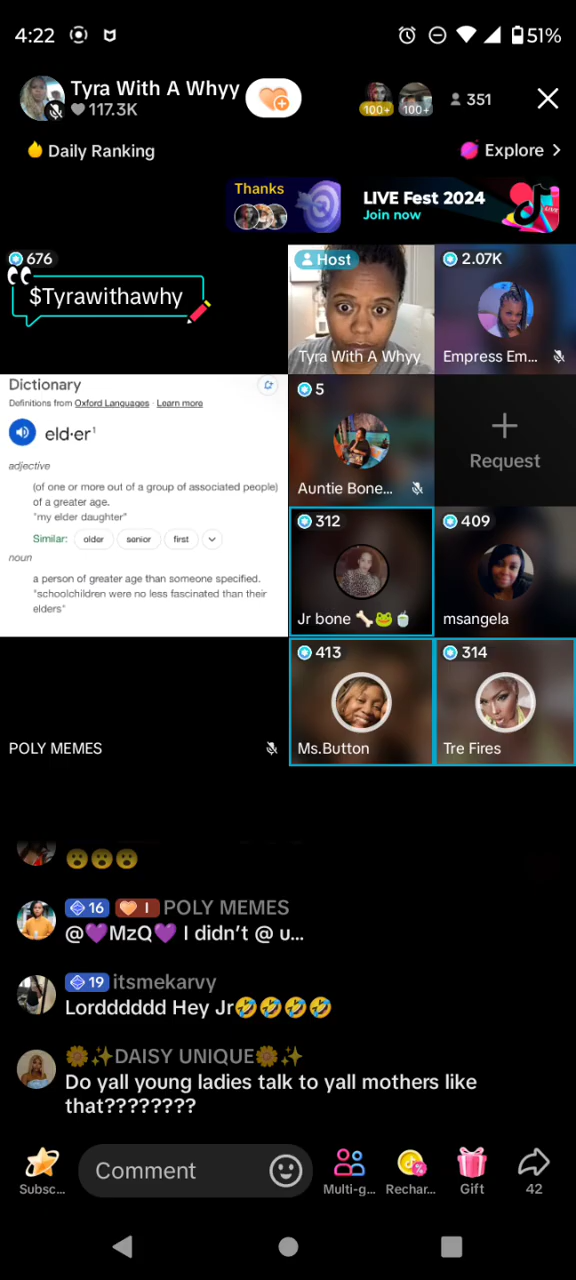 4:22
51%
Tyra With A Whyy
117.3K
100+
100+
351
Daily Ranking
Explore >
Thanks
LIVE Fest 2024
Join now
676
$Tyrawithawhy
Host
Tyra With A Whyy
2.07K
Empress Em...
Dictionary
Definitions from Oxford Languages · Learn more
eld·er1
adjective
(of one or more out of a group of associated people)
of a greater age.
"my elder daughter"
Similar: older senior first
noun
a person of greater age than someone specified.
"schoolchildren were no less fascinated than their
elders"
POLY MEMES
5
Auntie Bone...
+
Request
312
Jr bone 🦴🐸🍵
409
msangela
413
Ms.Button
314
Tre Fires
😮😮😮
16 I POLY MEMES
@💜MzQ💜 I didn’t @ u...
19 itsmekarvy
Lordddddd Hey Jr🤣🤣🤣🤣
🌼✨DAISY UNIQUE🌼✨
Do yall young ladies talk to yall mothers like
that????????
Comment
Subsc...
Multi-g...
Rechar...
Gift
42